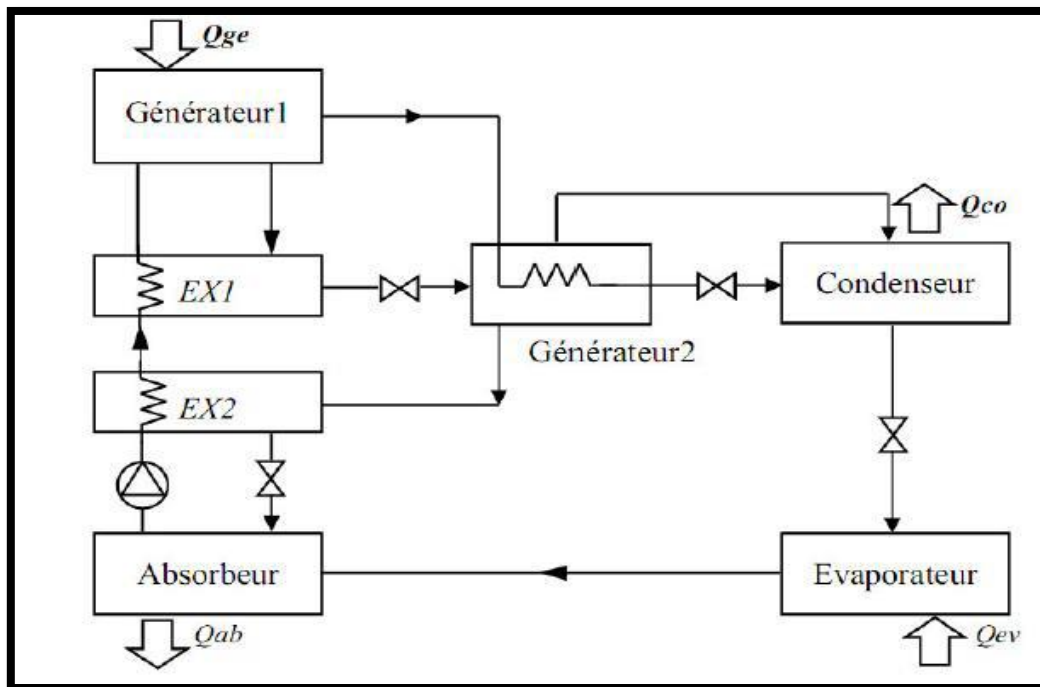 Qge
Générateur1
Qco
EX1
Condenseur
Générateur2
EX2
Absorbeur
Evaporateur
Qab
Qev